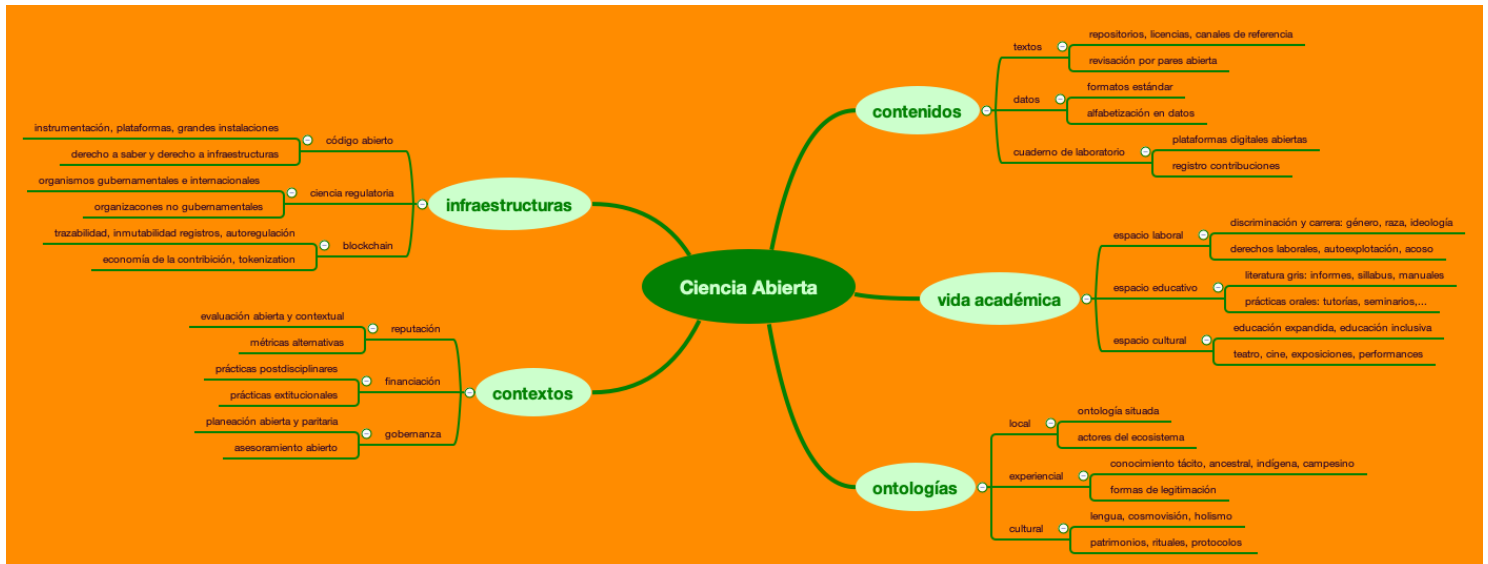 Ciencia Abierta
contenidos
textos
repositorios, licencias, canales de referencia
revisación por pares abierta
datos
formatos estándar
alfabetización en datos
cuaderno de laboratorio
plataformas digitales abiertas
registro contribuciones
vida académica
espacio laboral
discriminación y carrera: género, raza, ideología
derechos laborales, autoexplotación, acoso
espacio educativo
literatura gris: informes, sillabus, manuales
prácticas orales: tutorías, seminarios,...
espacio cultural
educación expandida, educación inclusiva
teatro, cine, exposiciones, performances
ontologías
local
ontología situada
actores del ecosistema
experiencial
conocimiento tácito, ancestral, indígena, campesino
formas de legitimación
cultural
lengua, cosmovisión, holismo
patrimonios, rituales, protocolos
infraestructuras
código abierto
instrumentación, plataformas, grandes instalaciones
derecho a saber y derecho a infraestructuras
ciencia regulatoria
organismos gubernamentales e internacionales
organizacones no gubernamentales
blockchain
trazabilidad, inmutabilidad registros, autoregulación
economía de la contribición, tokenization
contextos
reputación
evaluación abierta y contextual
métricas alternativas
financiación
prácticas postdisciplinares
prácticas extitucionales
gobernanza
planeación abierta y paritaria
asesoramiento abierto